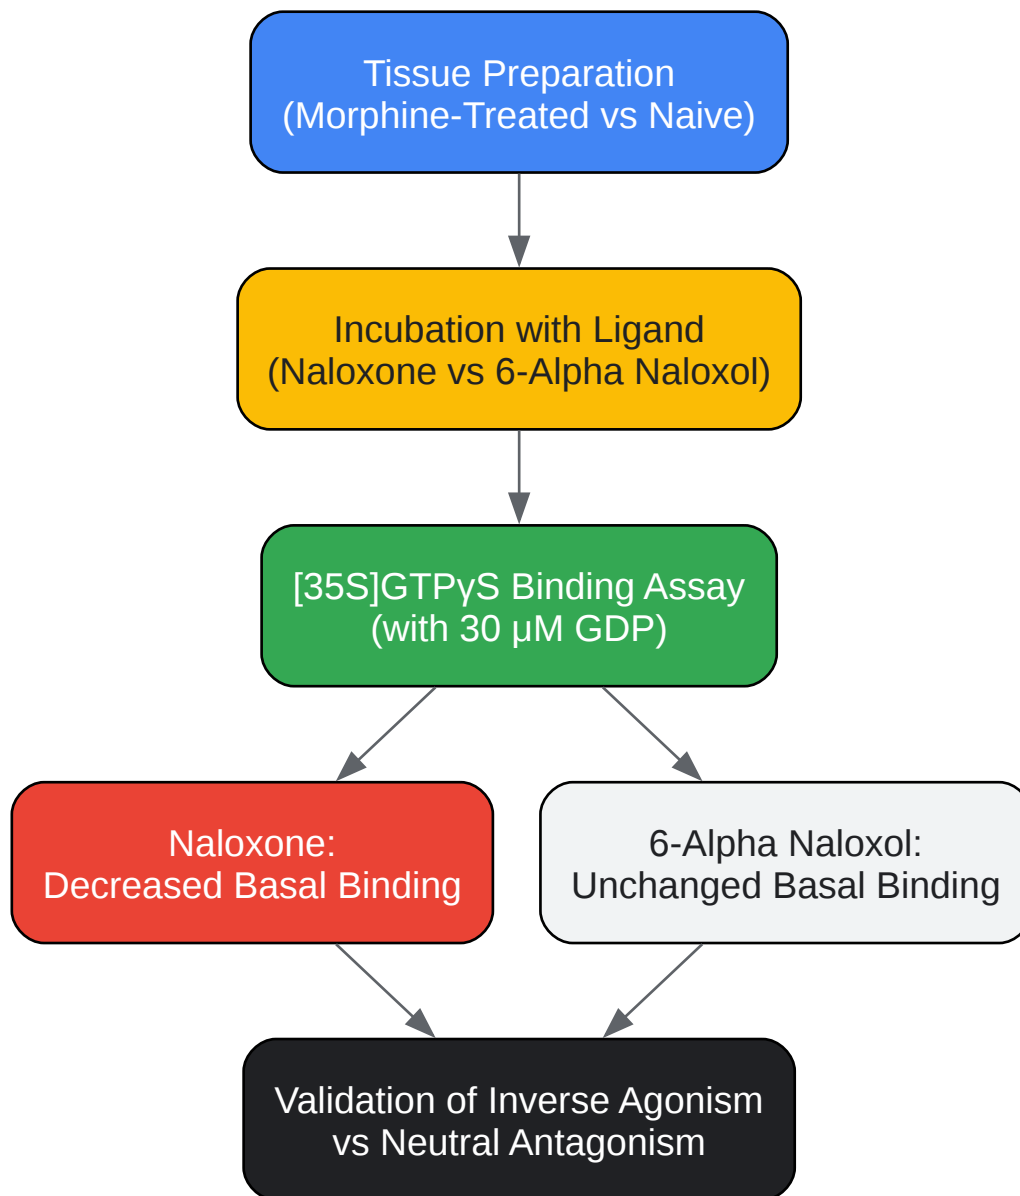 Tissue Preparation
(Morphine-Treated vs Naive)
Incubation with Ligand
(Naloxone vs 6-Alpha Naloxol)
[35S]GTPγS Binding Assay
(with 30 μM GDP)
Naloxone:
Decreased Basal Binding
6-Alpha Naloxol:
Unchanged Basal Binding
Validation of Inverse Agonism
vs Neutral Antagonism